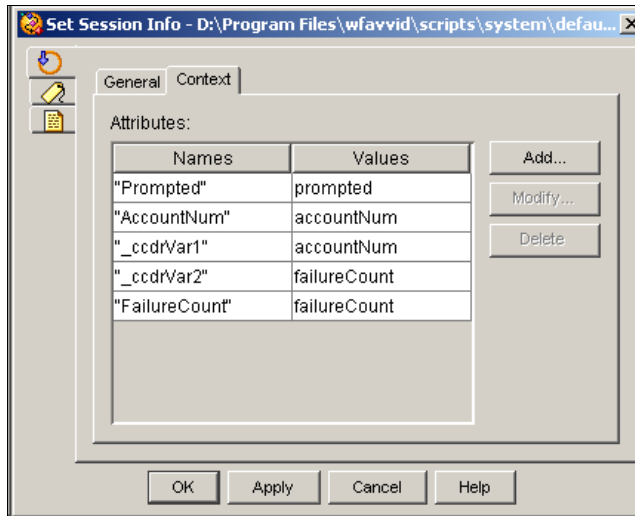 Set Session Info - D:\Program Files\wfavvid\scripts\system\defau...
General Context
Attributes:
Names Values
"Prompted" prompted
"AccountNum" accountNum
"_ccdrVar1" accountNum
"_ccdrVar2" failureCount
"FailureCount" failureCount
Add...
Modify...
Delete
OK Apply Cancel Help